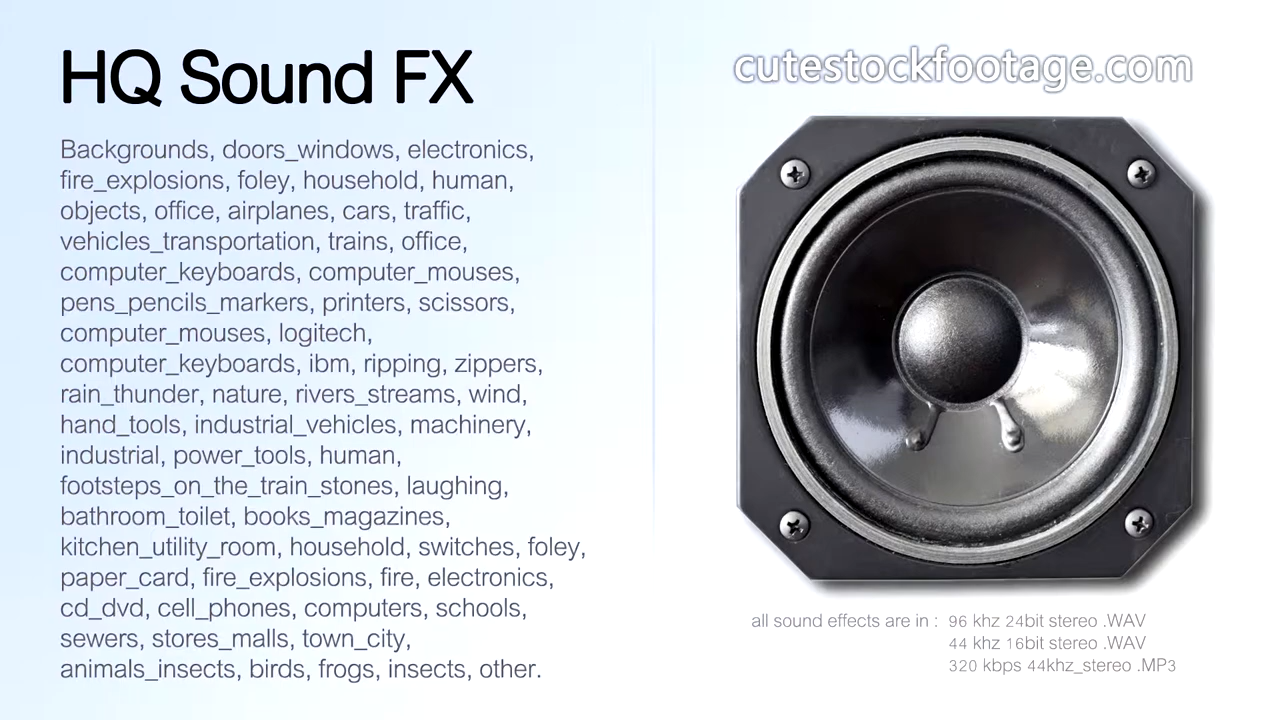 HQ Sound FX
cutestockfootage.com
Backgrounds, doors_windows, electronics,
fire_explosions, foley, household, human,
objects, office, airplanes, cars, traffic,
vehicles_transportation, trains, office,
computer_keyboards, computer_mouses,
pens_pencils_markers, printers, scissors,
computer_mouses, logitech,
computer_keyboards, ibm, ripping, zippers,
rain_thunder, nature, rivers_streams, wind,
hand_tools, industrial_vehicles, machinery,
industrial, power_tools, human,
footsteps_on_the_train_stones, laughing,
bathroom_toilet, books_magazines,
kitchen_utility_room, household, switches, foley,
paper_card, fire_explosions, fire, electronics,
cd_dvd, cell_phones, computers, schools,
sewers, stores_malls, town_city,
animals_insects, birds, frogs, insects, other.
all sound effects are in : 96 khz 24bit stereo .WAV
44 khz 16bit stereo .WAV
320 kbps 44khz_stereo .MP3